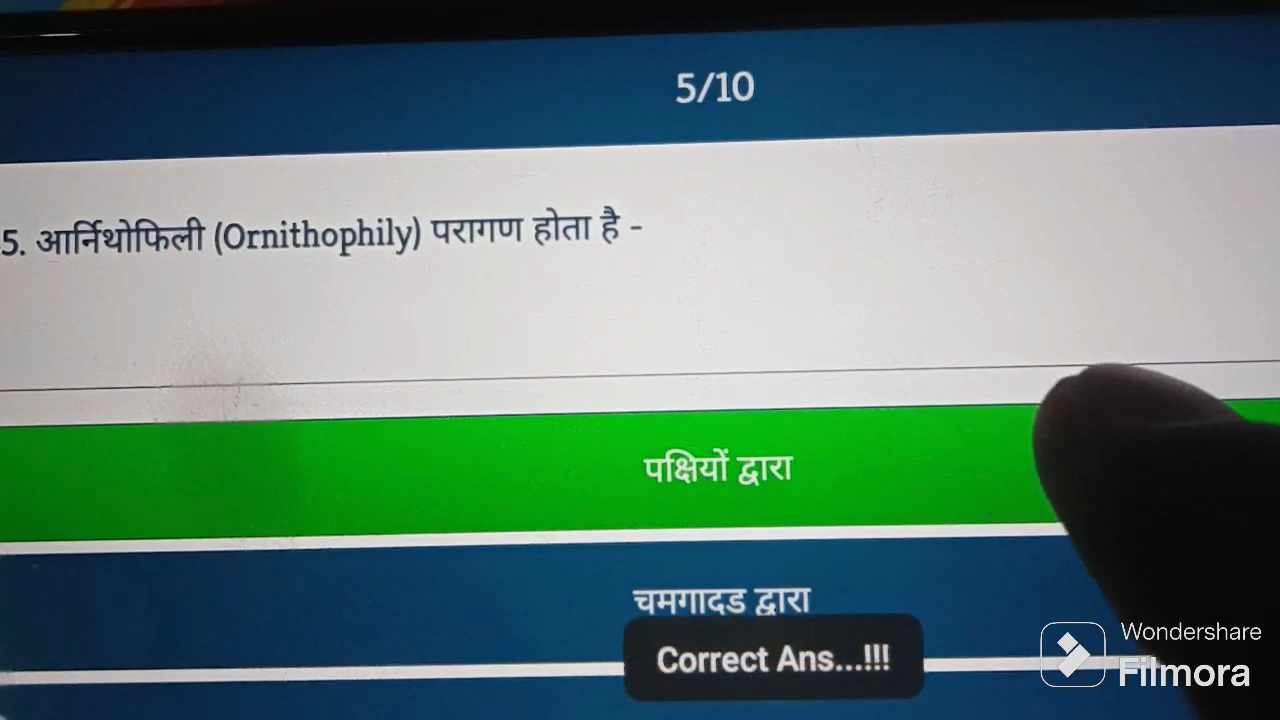 5/10
5. आर्निथोफिली (Ornithophily) परागण होता है -
पक्षियों द्वारा
चमगादड द्वारा
Correct Ans...!!!
Wondershare
Filmora